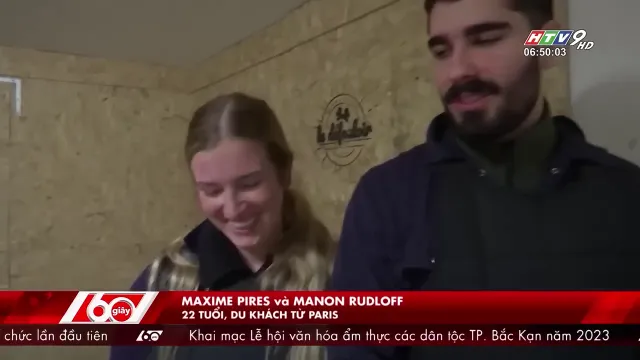 HTV9 HD
06:50:03
le défouloir
MAXIME PIRES và MANON RUDLOFF
60 giây
22 TUỔI, DU KHÁCH TỪ PARIS
chức lần đầu tiên 60 Khai mạc Lễ hội văn hóa ẩm thực các dân tộc TP. Bắc Kạn năm 2023